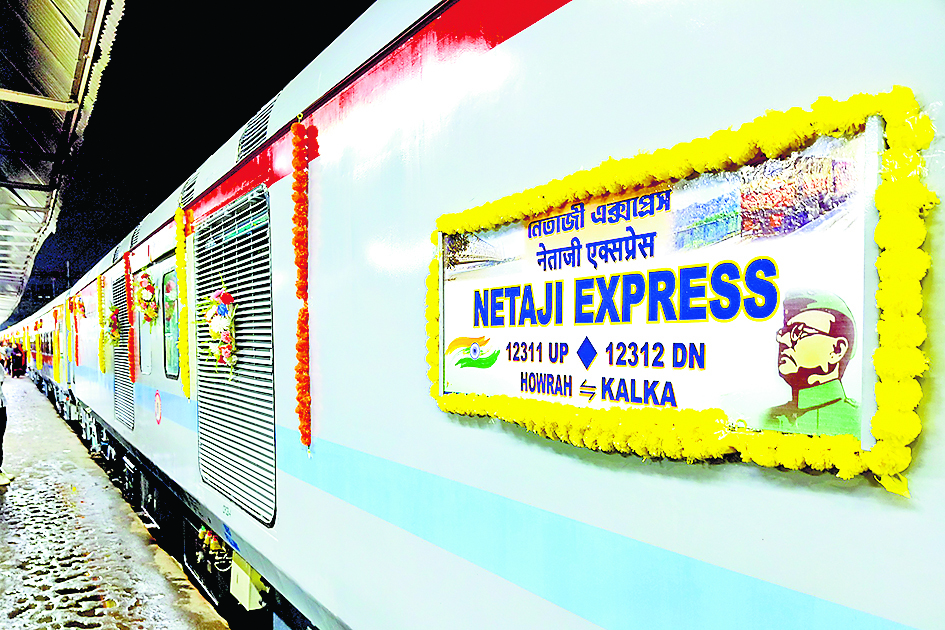 নেতাজী এক্সপ্রেস
नेताजी एक्सप्रेस
NETAJI EXPRESS
12311 UP ◆ 12312 DN
HOWRAH ⇋ KALKA